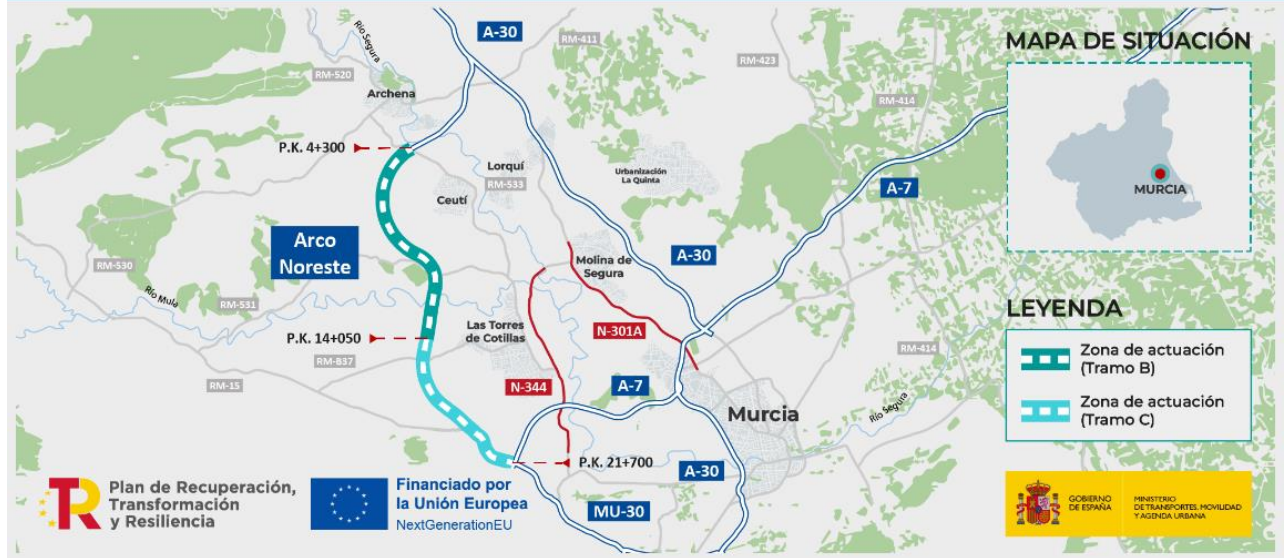 A-30
RM-411
RM-423
Río Segura
RM-520
Archena
RM-414
P.K. 4+300
Lorquí
RM-533
Urbanización
La Quinta
Ceutí
A-7
Arco
Noreste
RM-530
Molina de
Segura
A-30
Río Mula
RM-531
Las Torres
de Cotillas
N-301A
P.K. 14+050
RM-B37
RM-414
RM-15
N-344
A-7
Murcia
Río Segura
P.K. 21+700
A-30
MU-30
MAPA DE SITUACIÓN
MURCIA
LEYENDA
Zona de actuación
(Tramo B)
Zona de actuación
(Tramo C)
Plan de Recuperación,
Transformación
y Resiliencia
Financiado por
la Unión Europea
NextGenerationEU
GOBIERNO
DE ESPAÑA
MINISTERIO
DE TRANSPORTES, MOVILIDAD
Y AGENDA URBANA